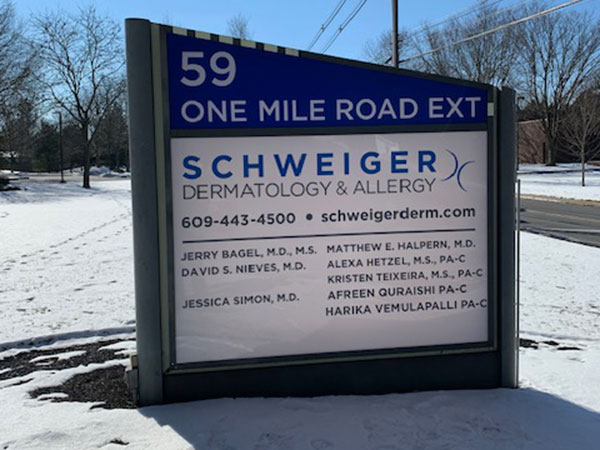 59
ONE MILE ROAD EXT
SCHWEIGER
DERMATOLOGY & ALLERGY
609-443-4500 • schweigerderm.com
JERRY BAGEL, M.D., M.S.
DAVID S. NIEVES, M.D.
JESSICA SIMON, M.D.
MATTHEW E. HALPERN, M.D.
ALEXA HETZEL, M.S., PA-C
KRISTEN TEIXEIRA, M.S., PA-C
AFREEN QURAISHI PA-C
HARIKA VEMULAPALLI PA-C